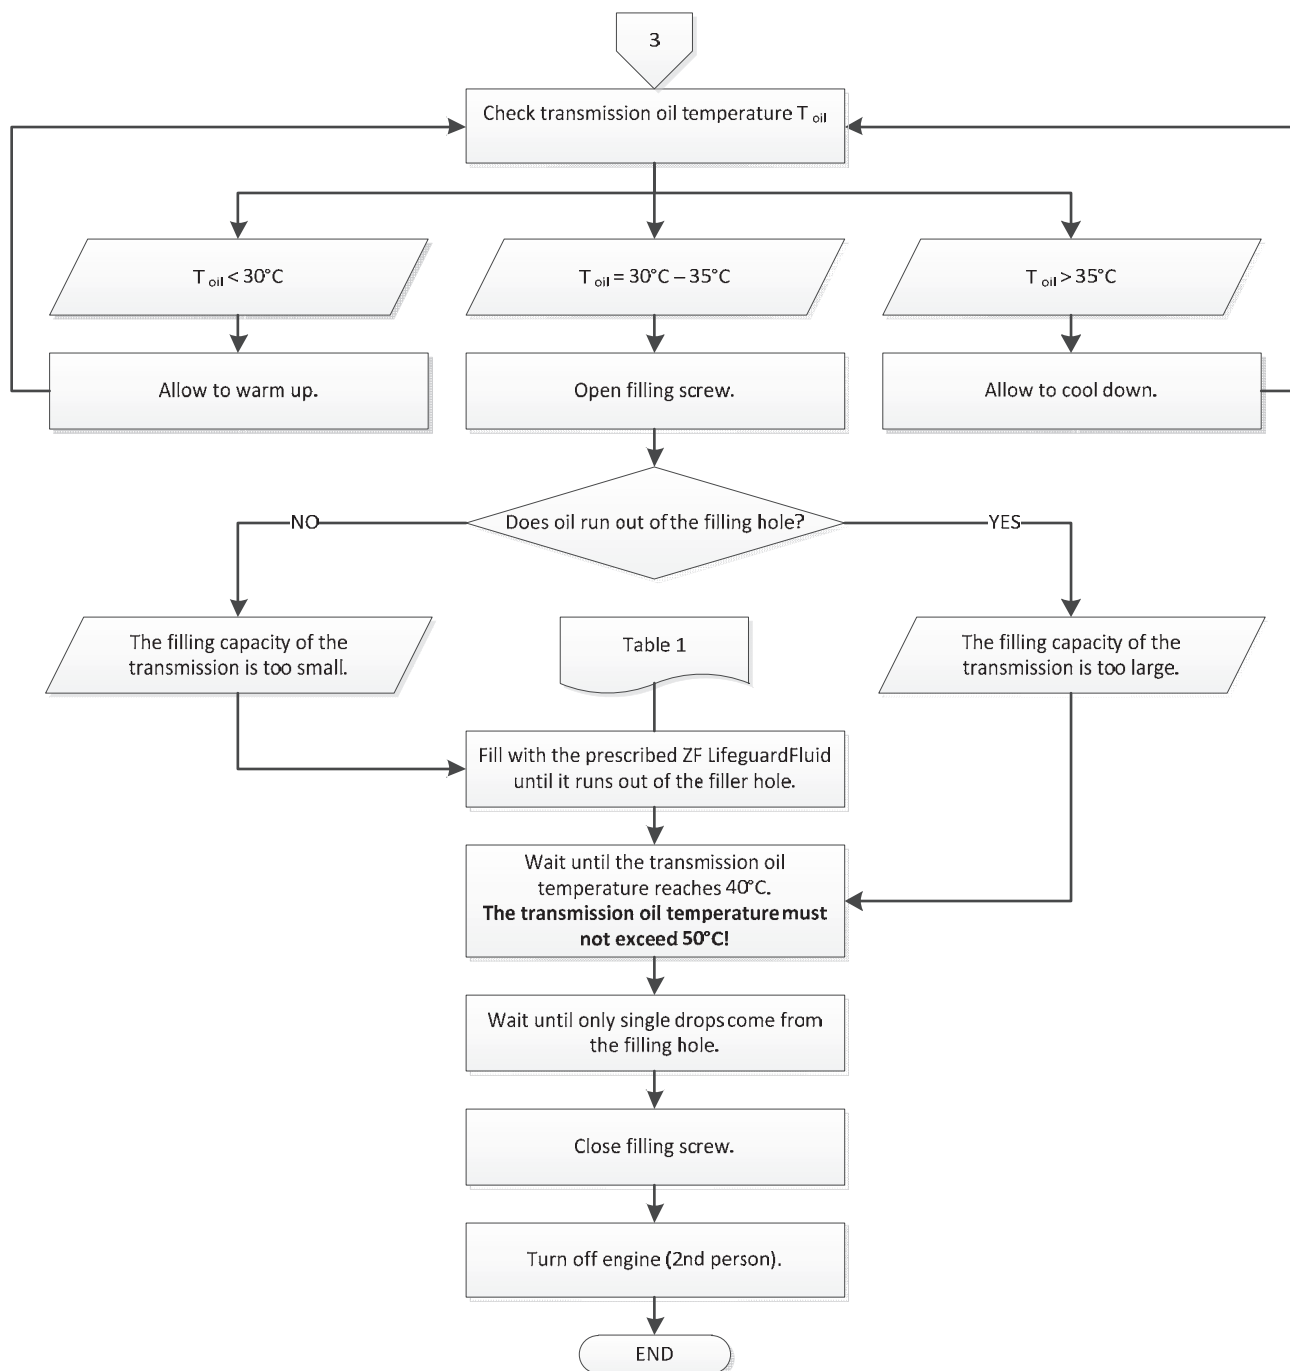 3
Check transmission oil temperature T oil
T oil < 30°C
T oil = 30°C – 35°C
T oil > 35°C
Allow to warm up.
Open filling screw.
Allow to cool down.
Does oil run out of the filling hole?
NO
YES
The filling capacity of the
transmission is too small.
Table 1
The filling capacity of the
transmission is too large.
Fill with the prescribed ZF LifeguardFluid
until it runs out of the filler hole.
Wait until the transmission oil
temperature reaches 40°C.
The transmission oil temperature must
not exceed 50°C!
Wait until only single drops come from
the filling hole.
Close filling screw.
Turn off engine (2nd person).
END